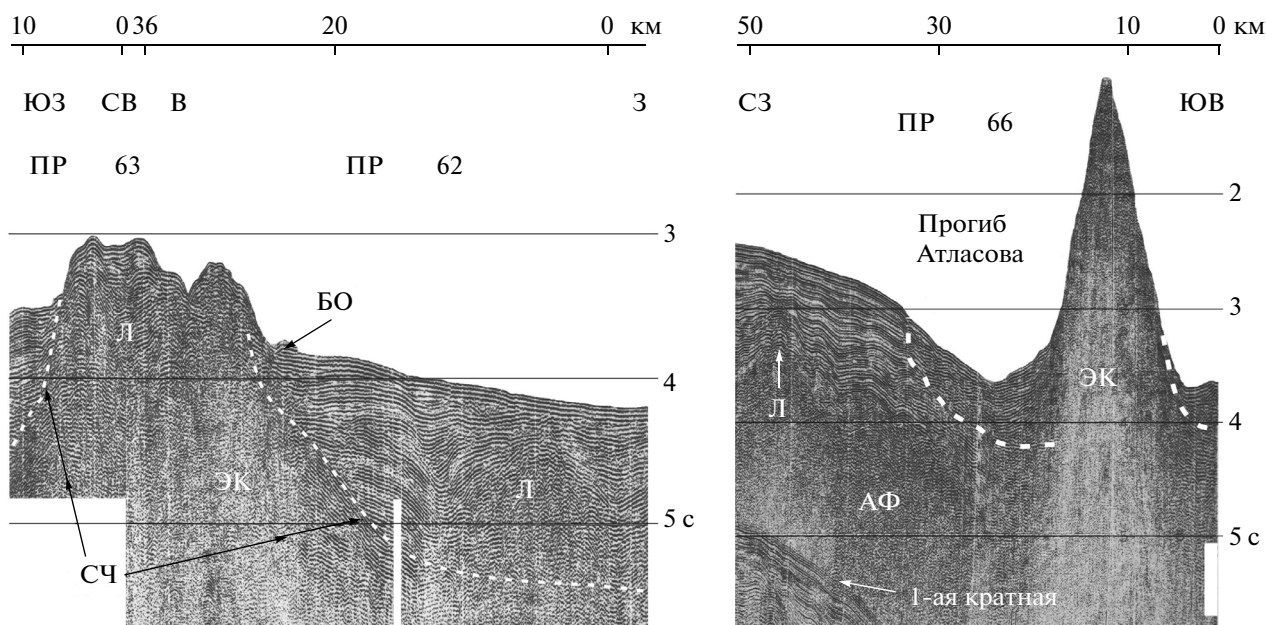 10 0 36 20 0 км
ЮЗ СВ В З
ПР 63 ПР 62
3
БО
Л
4
ЭК
Л
5 с
СЧ
50 30 10 0 км
СЗ ЮВ
ПР 66
2
Прогиб
Атласова
3
ЭК
Л
4
АФ
5 с
1-ая кратная